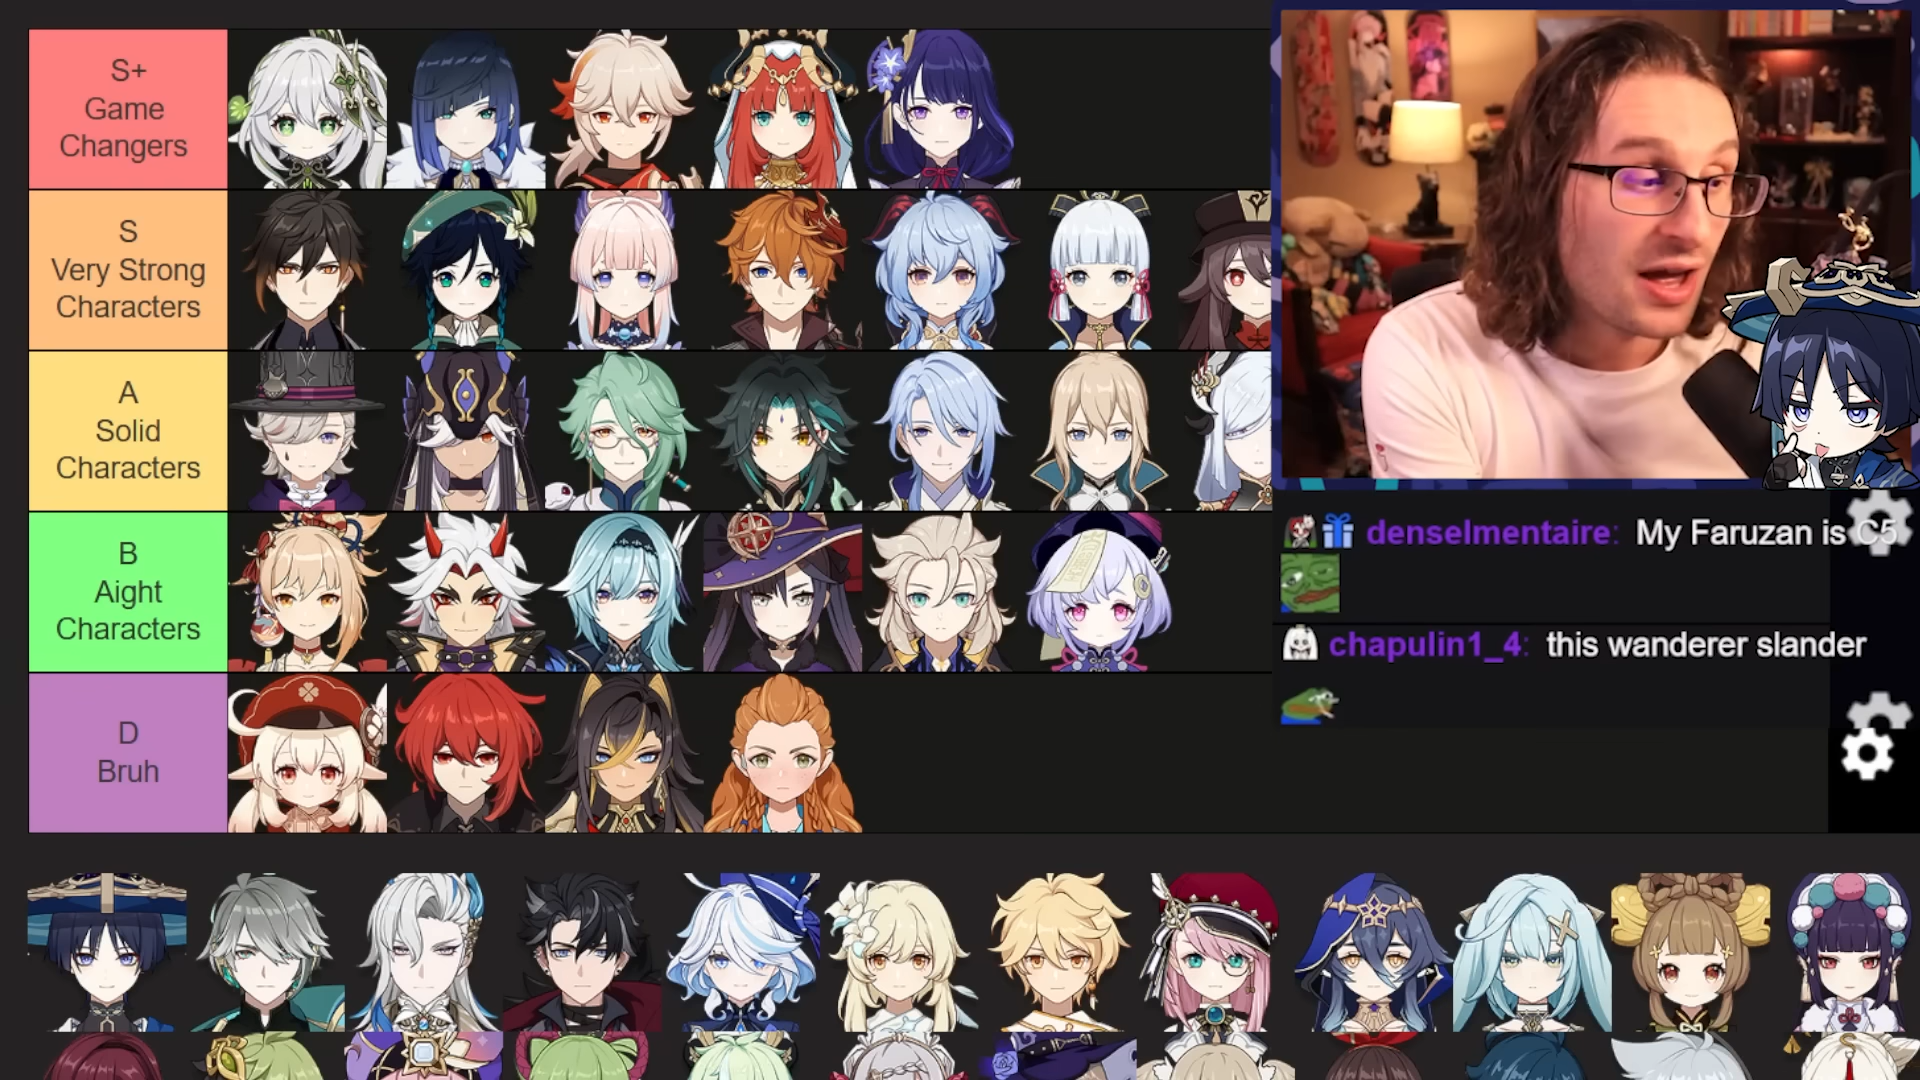 S+
Game
Changers
S
Very Strong
Characters
A
Solid
Characters
B
Aight
Characters
D
Bruh
denselmentaire: My Faruzan is C5
chapulin1_4: this wanderer slander